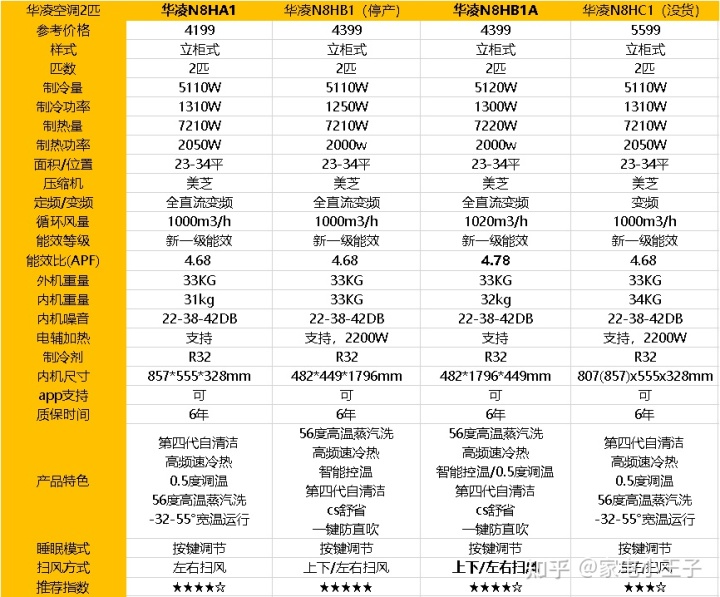 华凌空调2匹 华凌N8HA1 华凌N8HB1（停产） 华凌N8HB1A 华凌N8HC1（没货）
参考价格 4199 4399 4399 5599
样式 立柜式 立柜式 立柜式 立柜式
匹数 2匹 2匹 2匹 2匹
制冷量 5110W 5110W 5120W 5110W
制冷功率 1310W 1250W 1300W 1310W
制热量 7210W 7210W 7220W 7210W
制热功率 2050W 2000w 2000w 2050W
面积/位置 23-34平 23-34平 23-34平 23-34平
压缩机 美芝 美芝 美芝 美芝
定频/变频 全直流变频 全直流变频 全直流变频 变频
循环风量 1000m3/h 1000m3/h 1020m3/h 1000m3/h
能效等级 新一级能效 新一级能效 新一级能效 新一级能效
能效比(APF) 4.68 4.68 4.78 4.68
外机重量 33KG 33KG 33KG 33KG
内机重量 31kg 33KG 32kg 34KG
内机噪音 22-38-42DB 22-38-42DB 22-38-42DB 22-38-42DB
电辅加热 支持 支持，2200W 支持 支持，2200W
制冷剂 R32 R32 R32 R32
内机尺寸 857*555*328mm 482*449*1796mm 482*1796*449mm 807(857)x555x328mm
app支持 可 可 可 可
质保时间 6年 6年 6年 6年
产品特色
第四代自清洁
高频速冷热
0.5度调温
56度高温蒸汽洗
-32-55°宽温运行
56度高温蒸汽洗
高频速冷热
智能控温
第四代自清洁
cs舒省
一键防直吹
56度高温蒸汽洗
高频速冷热
智能控温/0.5度调温
第四代自清洁
cs舒省
一键防直吹
第四代自清洁
高频速冷热
0.5度调温
56度高温蒸汽洗
-32-55°宽温运行
睡眠模式 按键调节 按键调节 按键调节 按键调节
扫风方式 左右扫风 上下/左右扫风 上下/左右扫风 左右扫风
推荐指数 ★★★★☆ ★★★★★ ★★★★☆ ★★★☆
知乎 @家电小王子